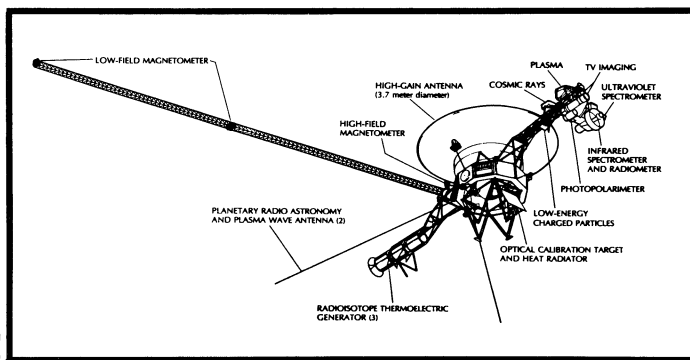 LOW-FIELD MAGNETOMETER
PLASMA
TV IMAGING
HIGH-GAIN ANTENNA
(3.7 meter diameter)
COSMIC RAYS
ULTRAVIOLET
SPECTROMETER
HIGH-FIELD
MAGNETOMETER
INFRARED
SPECTROMETER
AND RADIOMETER
PHOTOPOLARIMETER
PLANETARY RADIO ASTRONOMY
AND PLASMA WAVE ANTENNA (2)
LOW-ENERGY
CHARGED PARTICLES
OPTICAL CALIBRATION TARGET
AND HEAT RADIATOR
RADIOISOTOPE THERMOELECTRIC
GENERATOR (3)